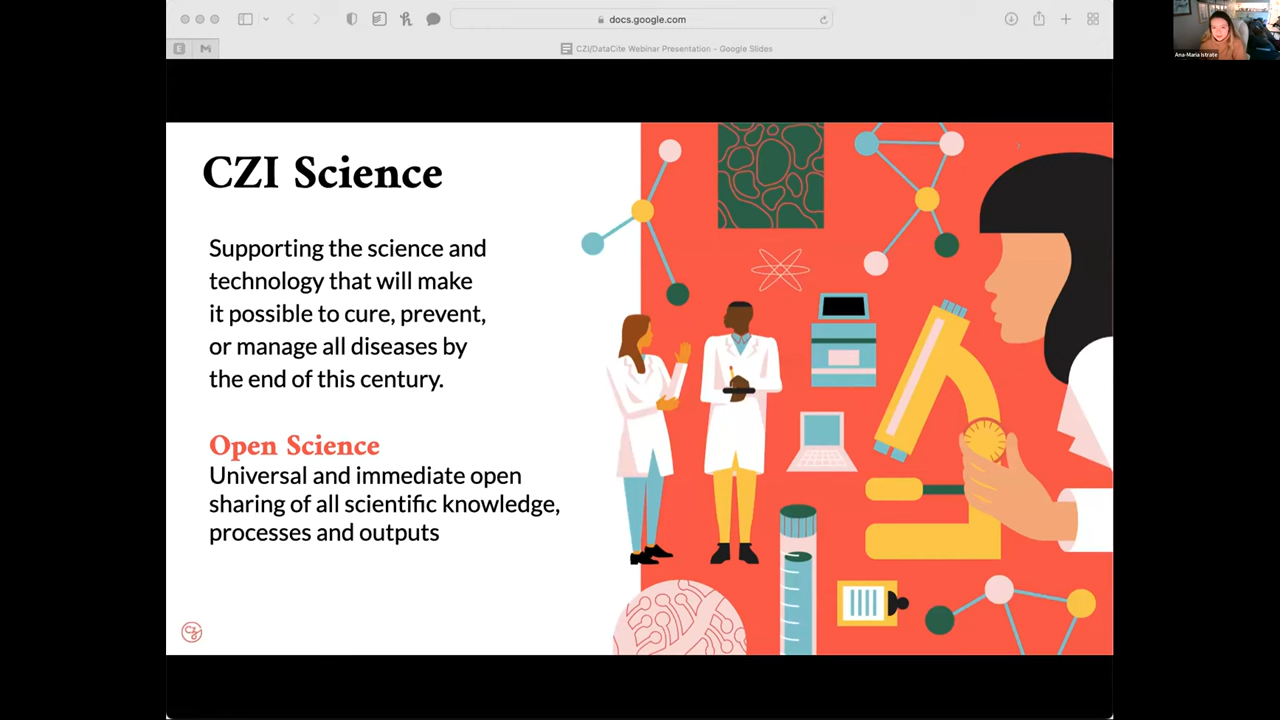 docs.google.com
CZI/DataCite Webinar Presentation - Google Slides
Ana-Maria Istrate
CZI Science
Supporting the science and
technology that will make
it possible to cure, prevent,
or manage all diseases by
the end of this century.
Open Science
Universal and immediate open
sharing of all scientific knowledge,
processes and outputs